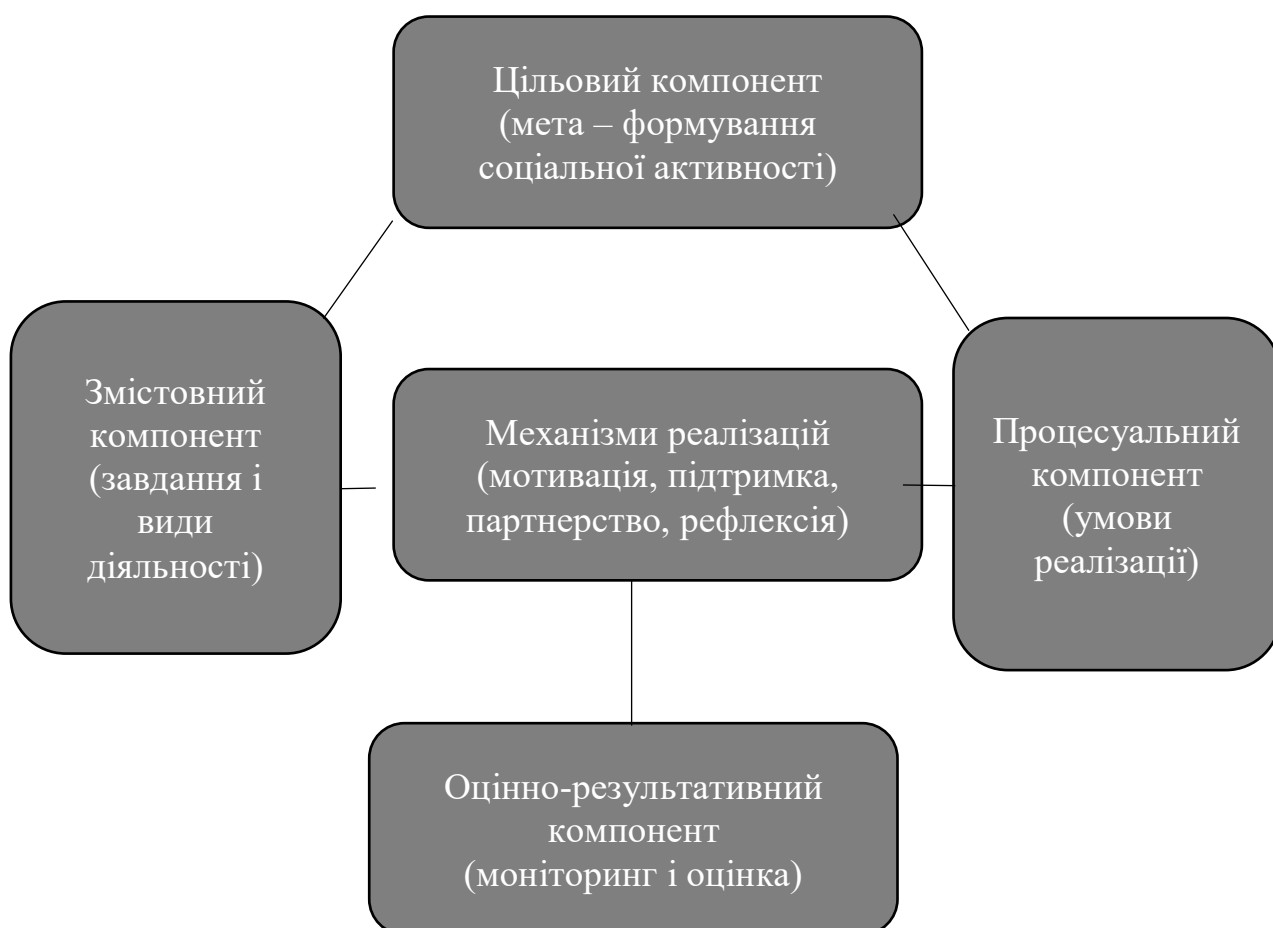 Цільовий компонент
(мета – формування
соціальної активності)
Змістовний
компонент
(завдання і
види
діяльності)
Механізми реалізацій
(мотивація, підтримка,
партнерство, рефлексія)
Процесуальний
компонент
(умови
реалізації)
Оцінно-результативний
компонент
(моніторинг і оцінка)